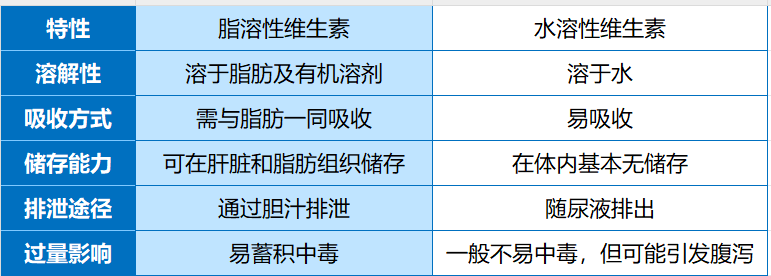 特性 脂溶性维生素 水溶性维生素
溶解性 溶于脂肪及有机溶剂 溶于水
吸收方式 需与脂肪一同吸收 易吸收
储存能力 可在肝脏和脂肪组织储存 在体内基本无储存
排泄途径 通过胆汁排泄 随尿液排出
过量影响 易蓄积中毒 一般不易中毒，但可能引发腹泻